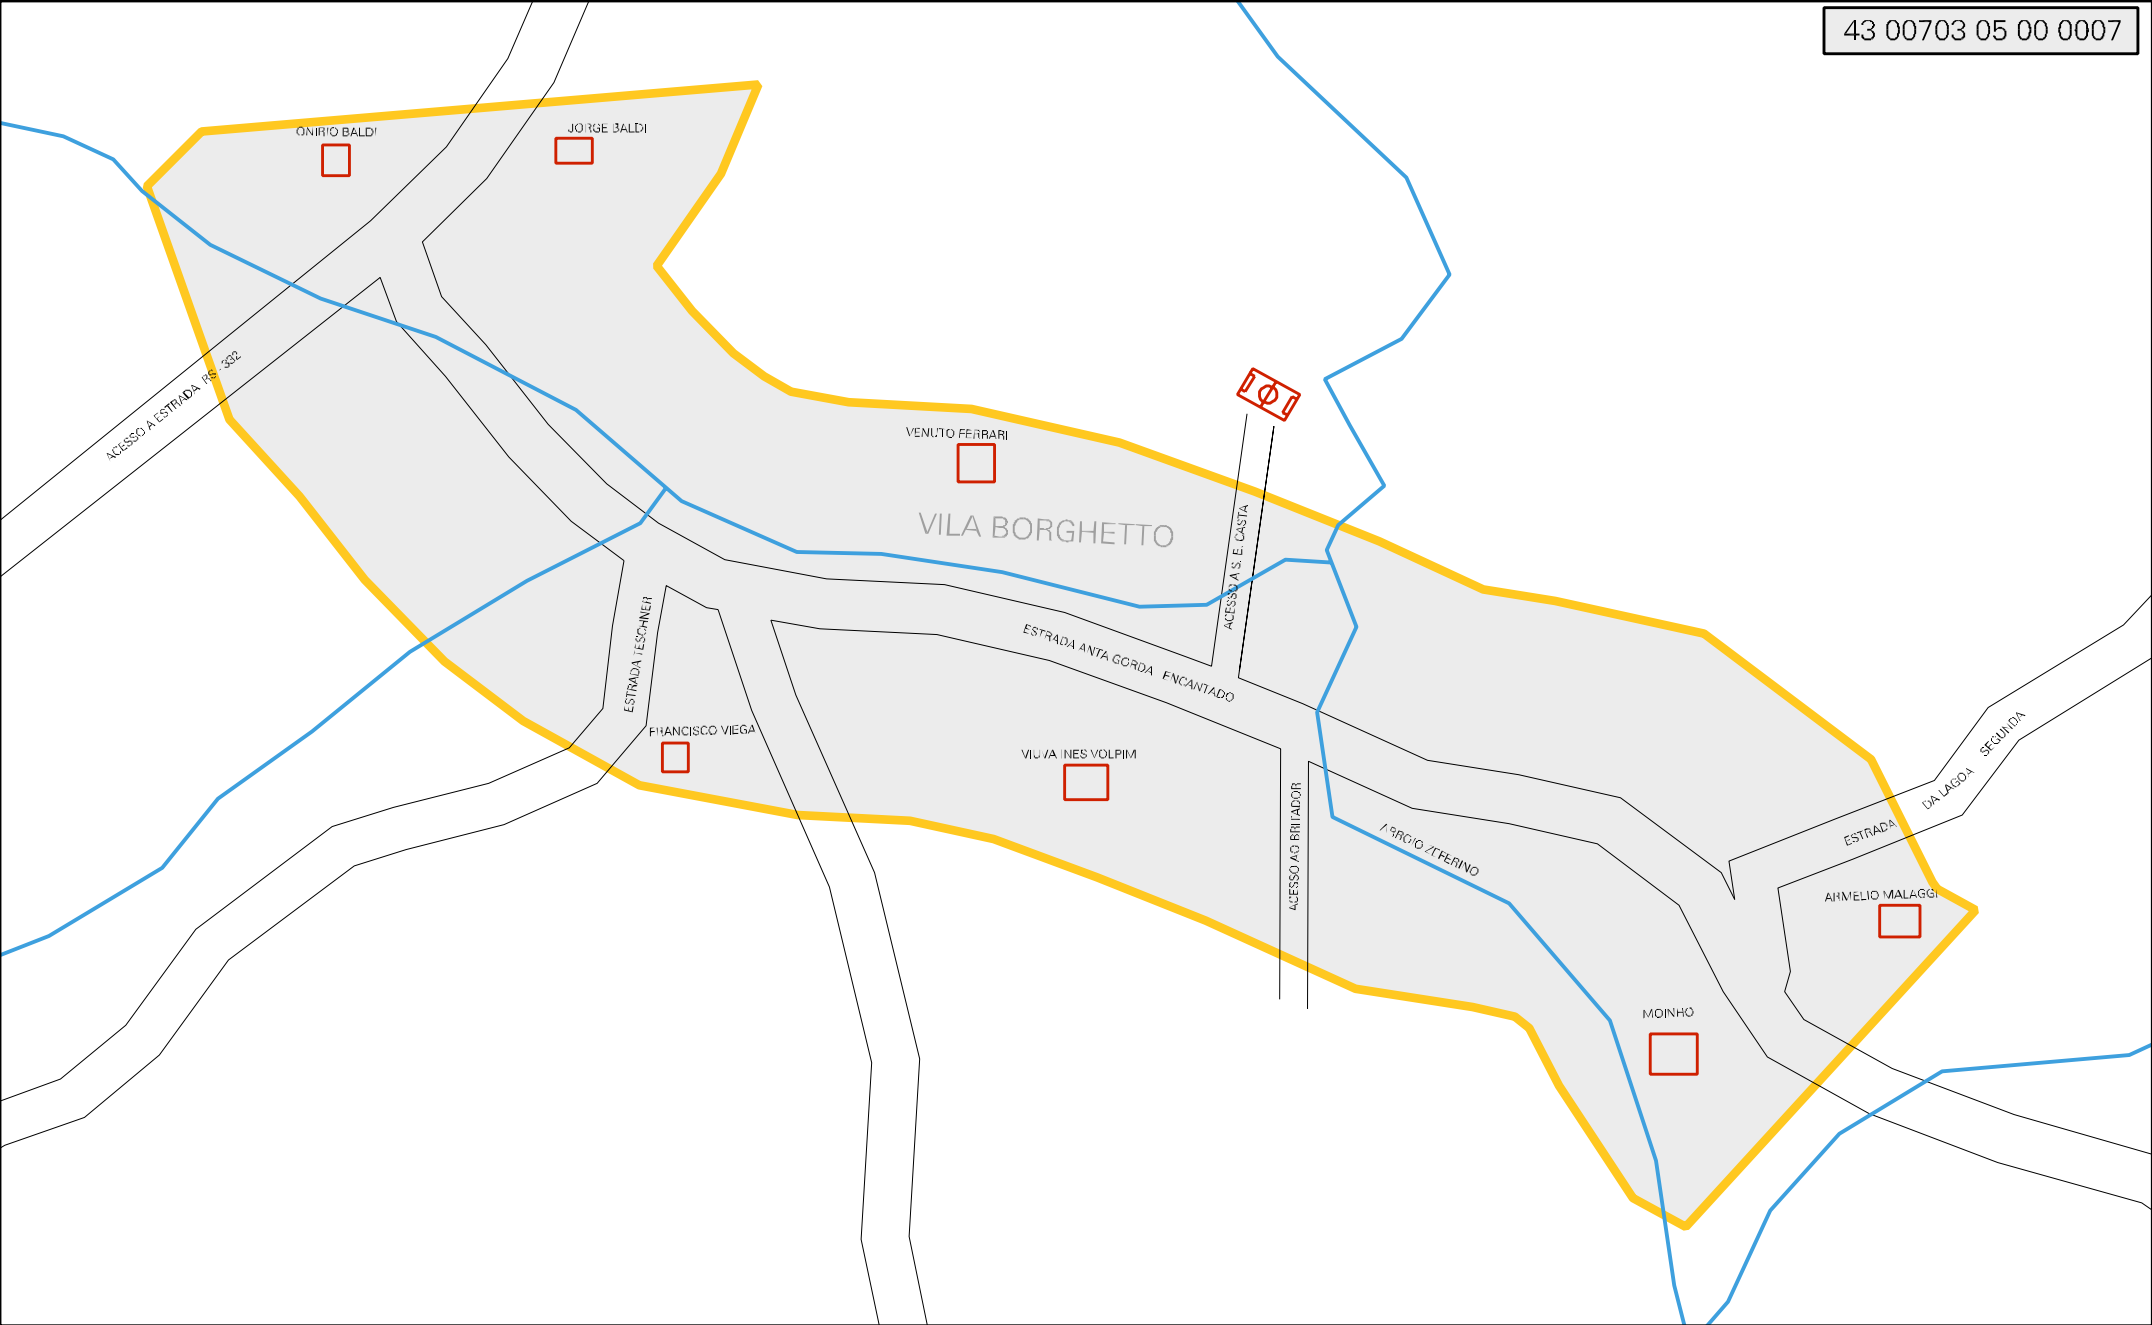 43 00703 05 00 0007
ONIRIO BALDI
JORGE BALDI
ACESSO A ESTRADA RS - 332
VENUTO FERRARI
VILA BORGHETTO
ACESSO A S. E. CASTA
ESTRADA TESCHNER
ESTRADA ANTA GORDA ENCANTADO
FRANCISCO VIEGA
VIUVA INES VOLPIM
ACESSO AO BRITADOR
ARROIO ZEFERINO
ESTRADA DA LAGOA SEGUNDA
ARMELIO MALAGGI
MOINHO